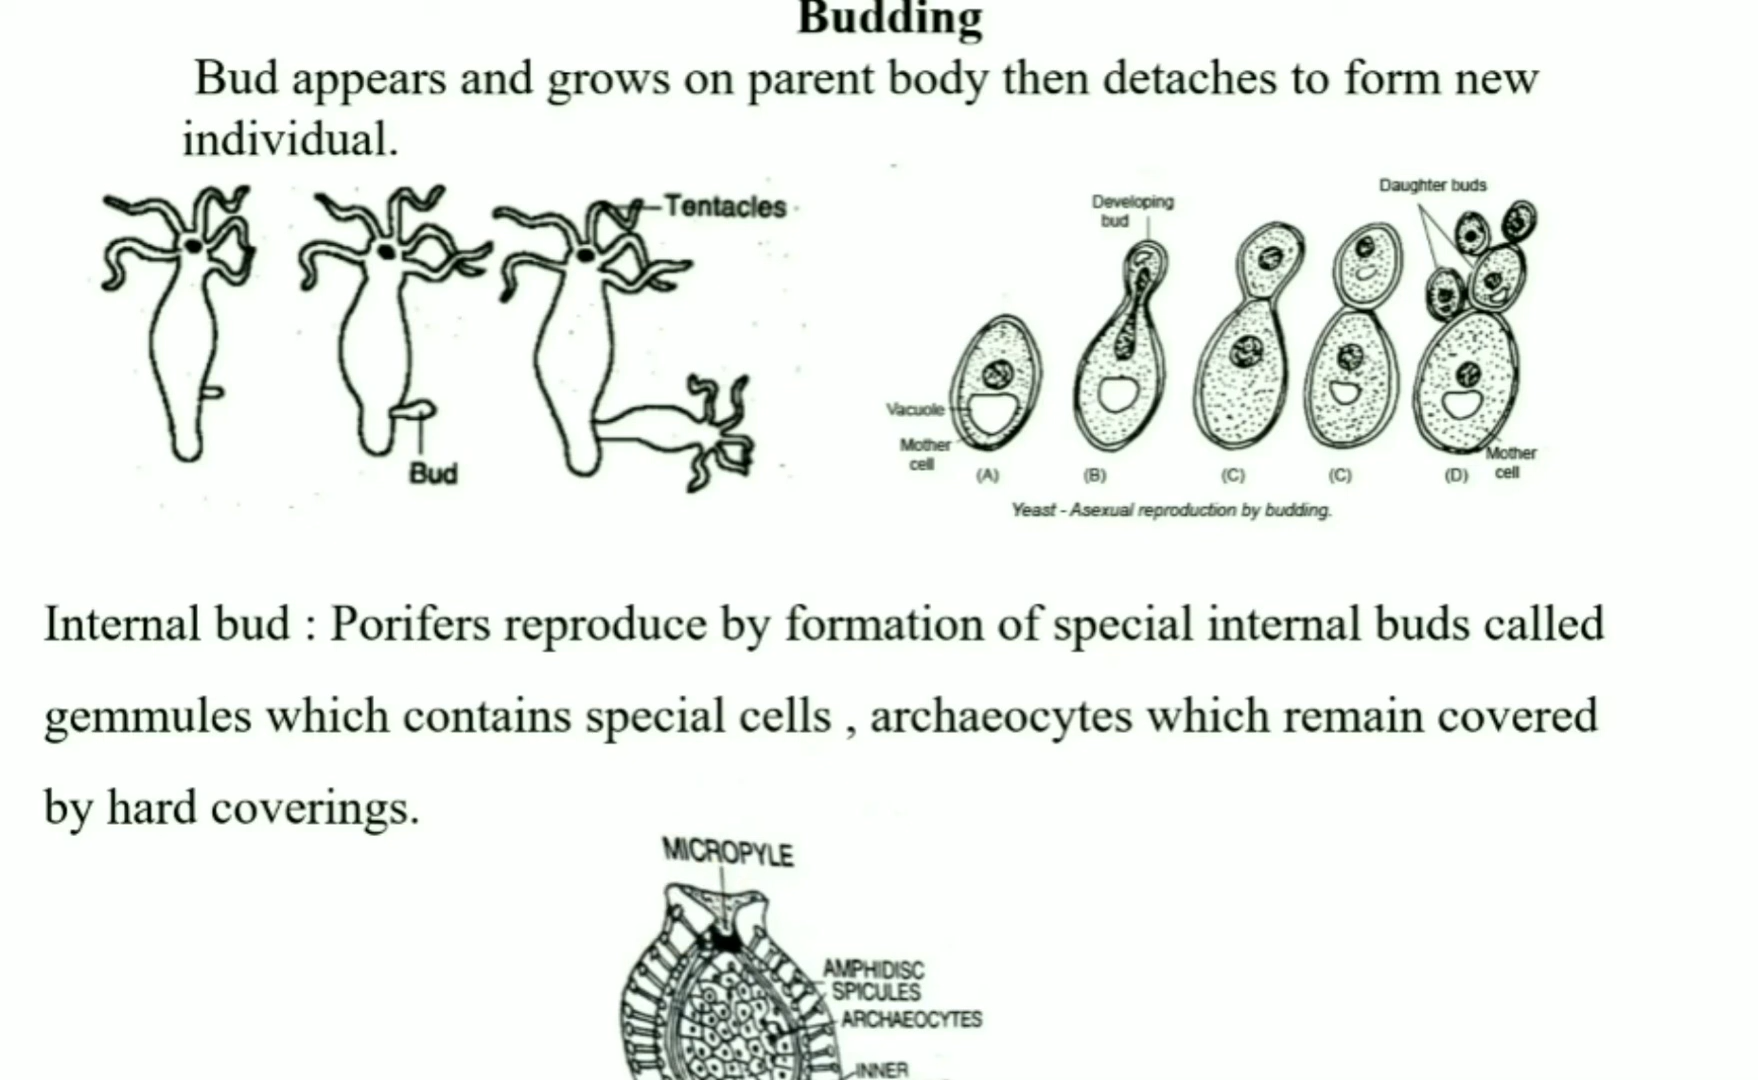 Budding
Bud appears and grows on parent body then detaches to form new
individual.
Tentacles
Bud
Developing
bud
Daughter buds
Vacuole
Mother
cell
(A)
(B)
(C)
(C)
(D)
Mother
cell
Yeast - Asexual reproduction by budding.
Internal bud : Porifers reproduce by formation of special internal buds called
gemmules which contains special cells , archaeocytes which remain covered
by hard coverings.
MICROPYLE
AMPHIDISC
SPICULES
ARCHAEOCYTES
INNER